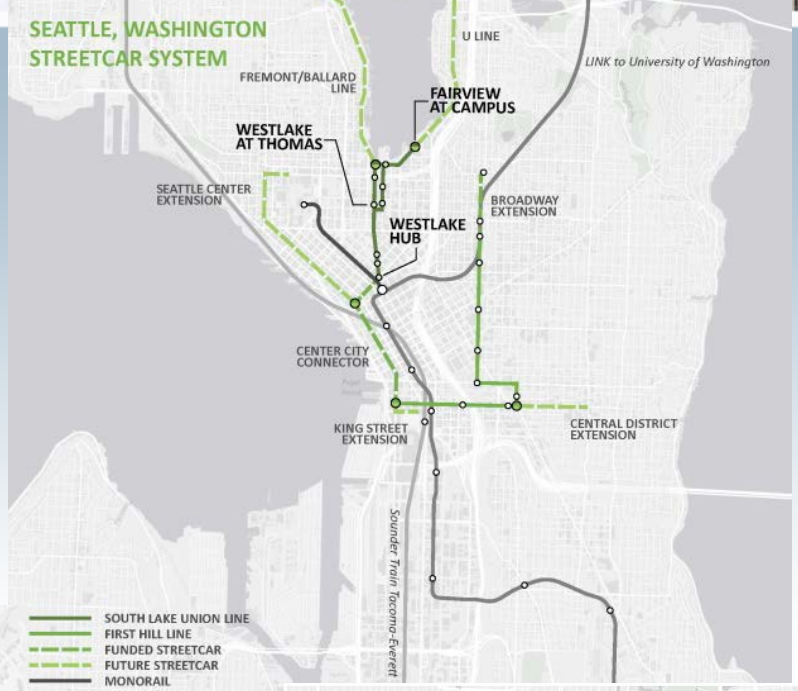 SEATTLE, WASHINGTON
STREETCAR SYSTEM
U LINE
LINK to University of Washington
FREMONT/BALLARD
LINE
FAIRVIEW
AT CAMPUS
WESTLAKE
AT THOMAS
SEATTLE CENTER
EXTENSION
BROADWAY
EXTENSION
WESTLAKE
HUB
CENTER CITY
CONNECTOR
KING STREET
EXTENSION
CENTRAL DISTRICT
EXTENSION
Sounder Train Tacoma-Everett
SOUTH LAKE UNION LINE
FIRST HILL LINE
FUNDED STREETCAR
FUTURE STREETCAR
MONORAIL